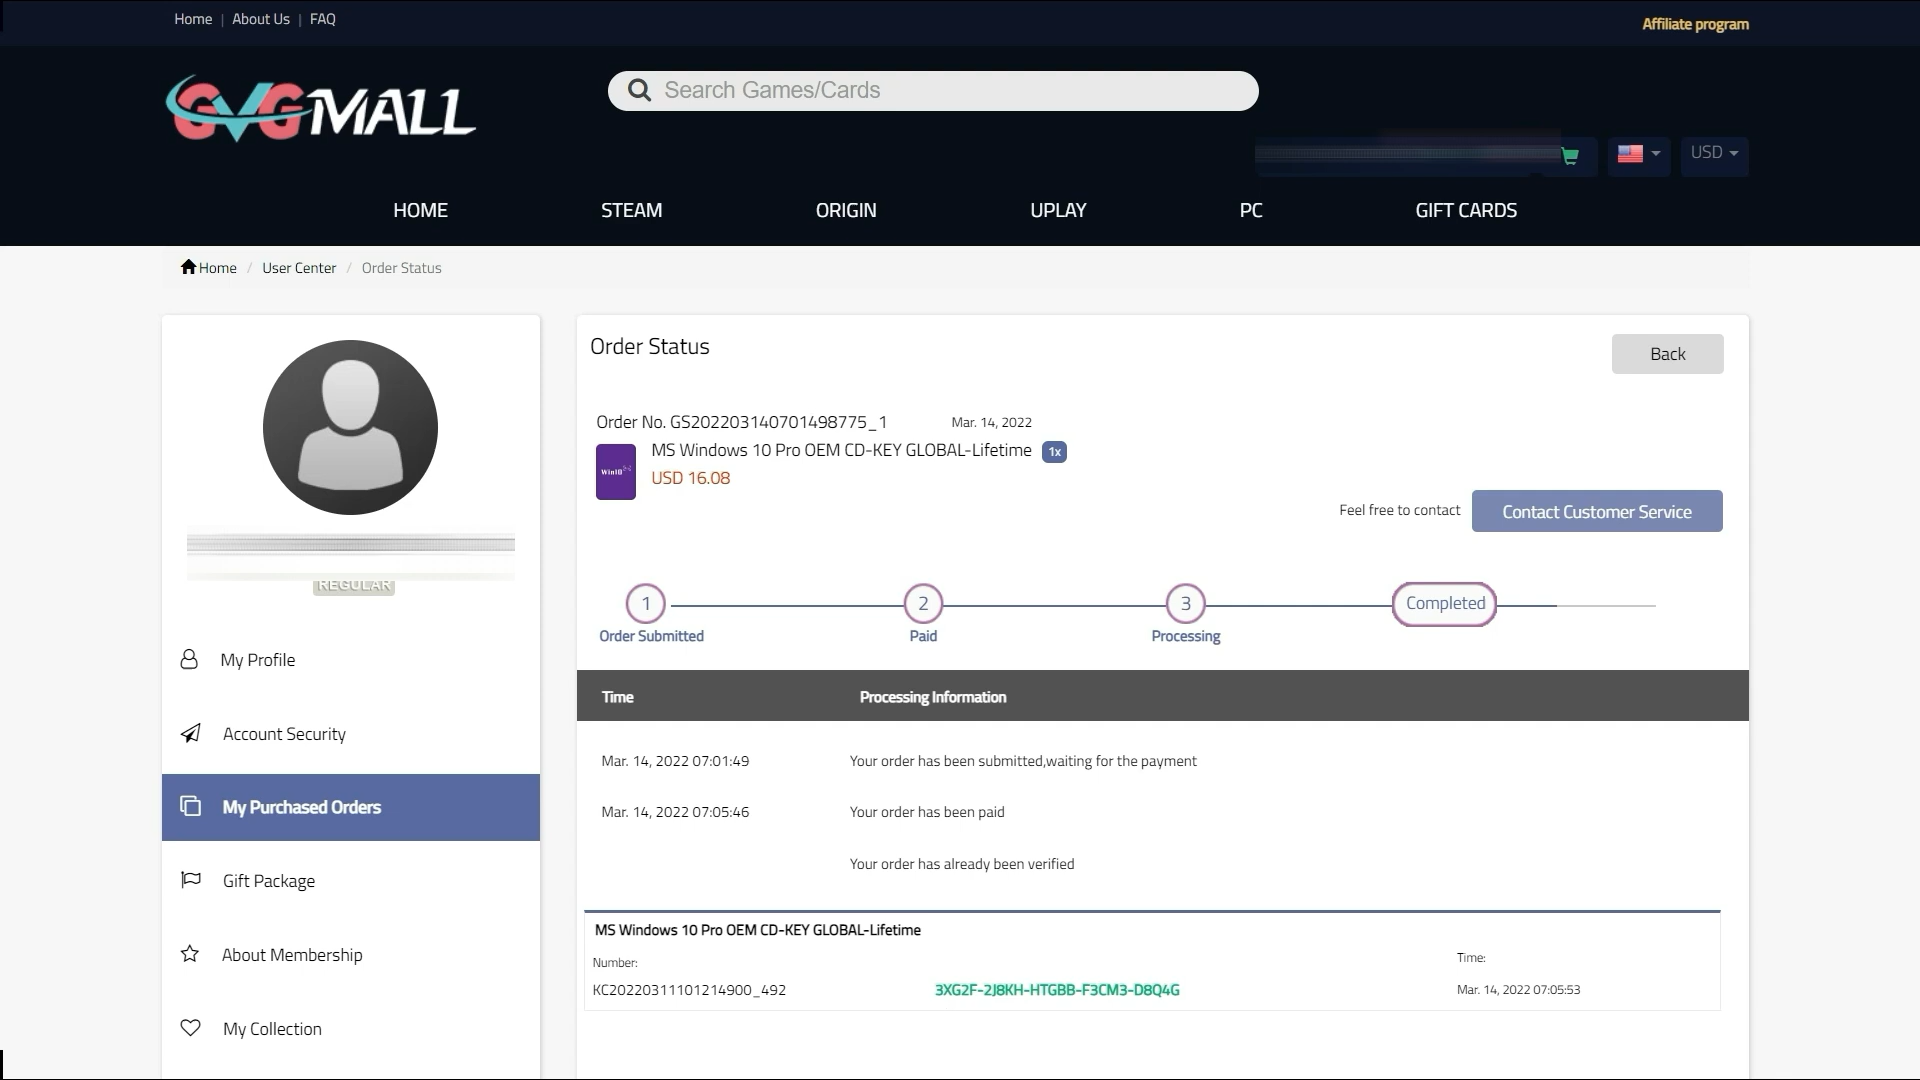 Home | About Us | FAQ
Affiliate program
GVGMALL
Search Games/Cards
USD
HOME STEAM ORIGIN UPLAY PC GIFT CARDS
Home / User Center / Order Status
REGULAR
My Profile
Account Security
My Purchased Orders
Gift Package
About Membership
My Collection
Order Status
Back
Order No. GS202203140701498775_1 Mar. 14, 2022
Win10
MS Windows 10 Pro OEM CD-KEY GLOBAL-Lifetime 1x
USD 16.08
Feel free to contact Contact Customer Service
1 2 3 Completed
Order Submitted Paid Processing
Time Processing Information
Mar. 14, 2022 07:01:49 Your order has been submitted,waiting for the payment
Mar. 14, 2022 07:05:46 Your order has been paid
Your order has already been verified
MS Windows 10 Pro OEM CD-KEY GLOBAL-Lifetime
Number: Time:
KC20220311101214900_492 3XG2F-2J8KH-HTGBB-F3CM3-D8Q4G Mar. 14, 2022 07:05:53